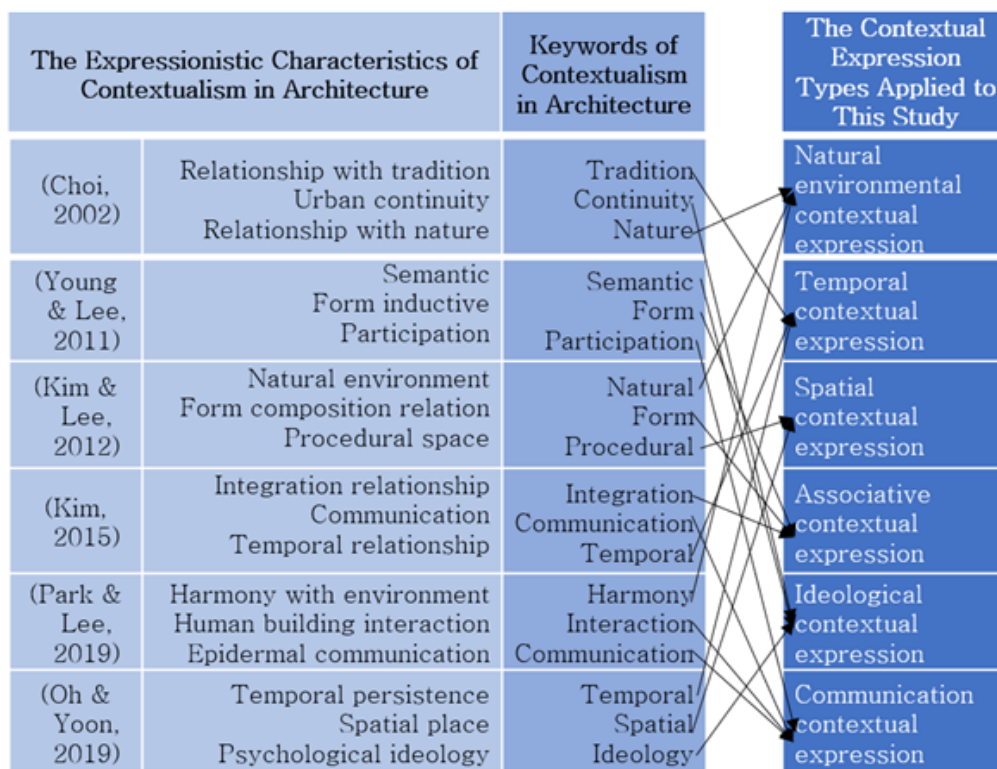 The Expressionistic Characteristics of
Contextualism in Architecture
Keywords of
Contextualism
in Architecture
The Contextual
Expression
Types Applied to
This Study
(Choi,
2002)
Relationship with tradition
Urban continuity
Relationship with nature
Tradition
Continuity
Nature
Natural
environmental
contextual
expression
(Young
& Lee,
2011)
Semantic
Form inductive
Participation
Semantic
Form
Participation
Temporal
contextual
expression
(Kim &
Lee,
2012)
Natural environment
Form composition relation
Procedural space
Natural
Form
Procedural
Spatial
contextual
expression
(Kim,
2015)
Integration relationship
Communication
Temporal relationship
Integration
Communication
Temporal
Associative
contextual
expression
(Park &
Lee,
2019)
Harmony with environment
Human building interaction
Epidermal communication
Harmony
Interaction
Communication
Ideological
contextual
expression
(Oh &
Yoon,
2019)
Temporal persistence
Spatial place
Psychological ideology
Temporal
Spatial
Ideology
Communication
contextual
expression